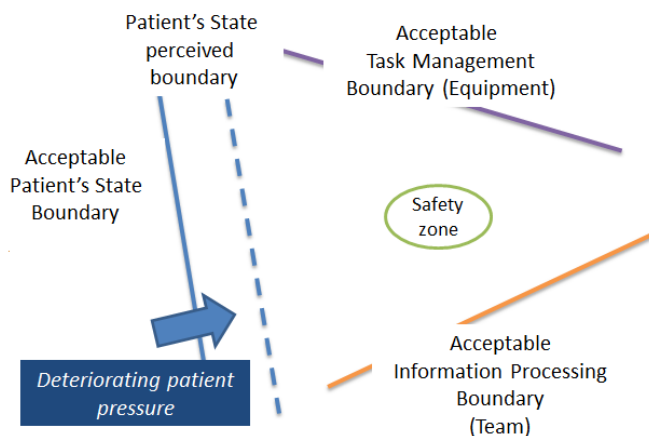 Patient's State
perceived
boundary
Acceptable
Task Management
Boundary (Equipment)
Acceptable
Patient's State
Boundary
Safety
zone
Deteriorating patient
pressure
Acceptable
Information Processing
Boundary
(Team)